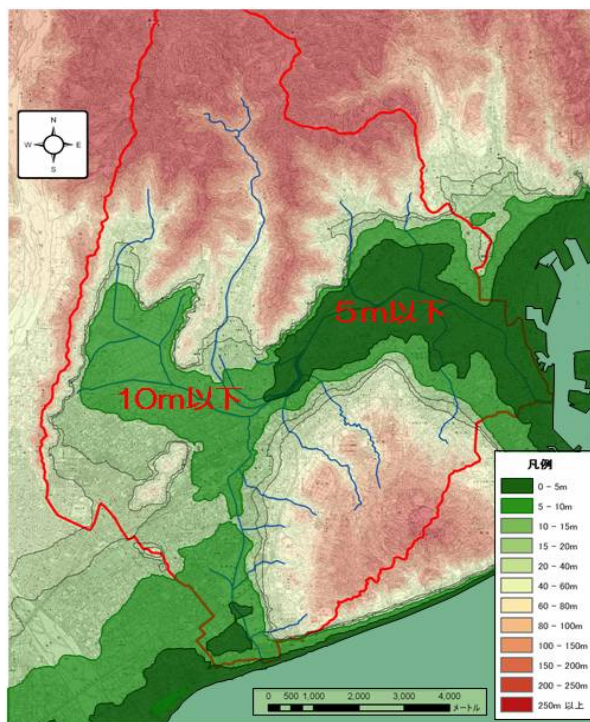 N
W E
S
5m以下
10m以下
凡例
0 - 5m
5 - 10m
10 - 15m
15 - 20m
20 - 40m
40 - 60m
60 - 80m
80 - 100m
100 - 150m
150 - 200m
200 - 250m
250m 以上
0 500 1,000 2,000 3,000 4,000
メートル